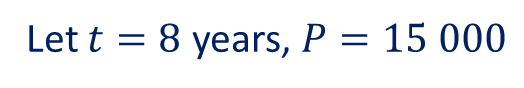 Let t = 8 years, P = 15 000